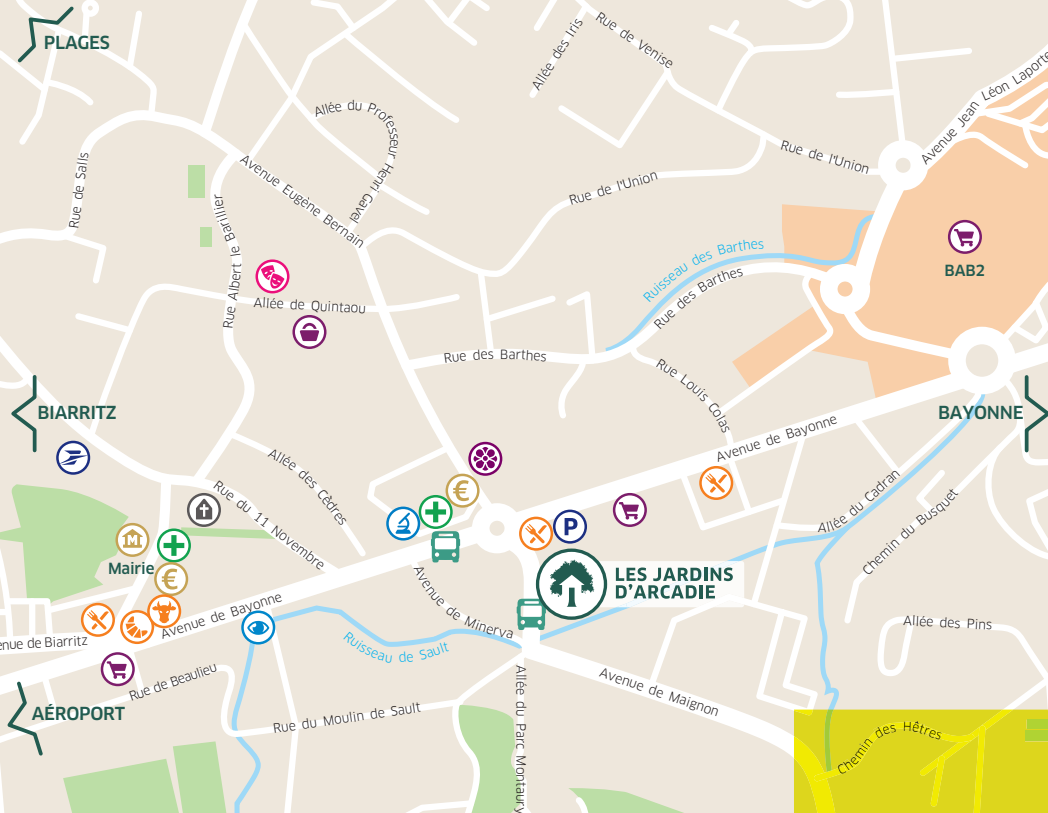 PLAGES
Allée des Iris
Rue de Venise
Avenue Jean Léon Laporte
Allée du Professeur Henri Gavel
Rue de Salis
Avenue Eugène Bernain
Rue de l'Union
Rue de l'Union
Rue Albert le Barillier
Ruisseau des Barthes
Rue des Barthes
BAB2
Allée de Quintaou
Rue des Barthes
Rue Louis Colas
BIARRITZ
BAYONNE
Avenue de Bayonne
Allée des Cèdres
Rue du 11 Novembre
€
Allée du Cadran
Chemin du Busquet
P
M
Mairie
€
LES JARDINS
D'ARCADIE
Avenue de Minerva
Avenue de Bayonne
enue de Biarritz
Ruisseau de Sault
Allée des Pins
Rue de Beaulieu
Allée du Parc Montaury
Avenue de Maignon
AÉROPORT
Rue du Moulin de Sault
Chemin des Hêtres